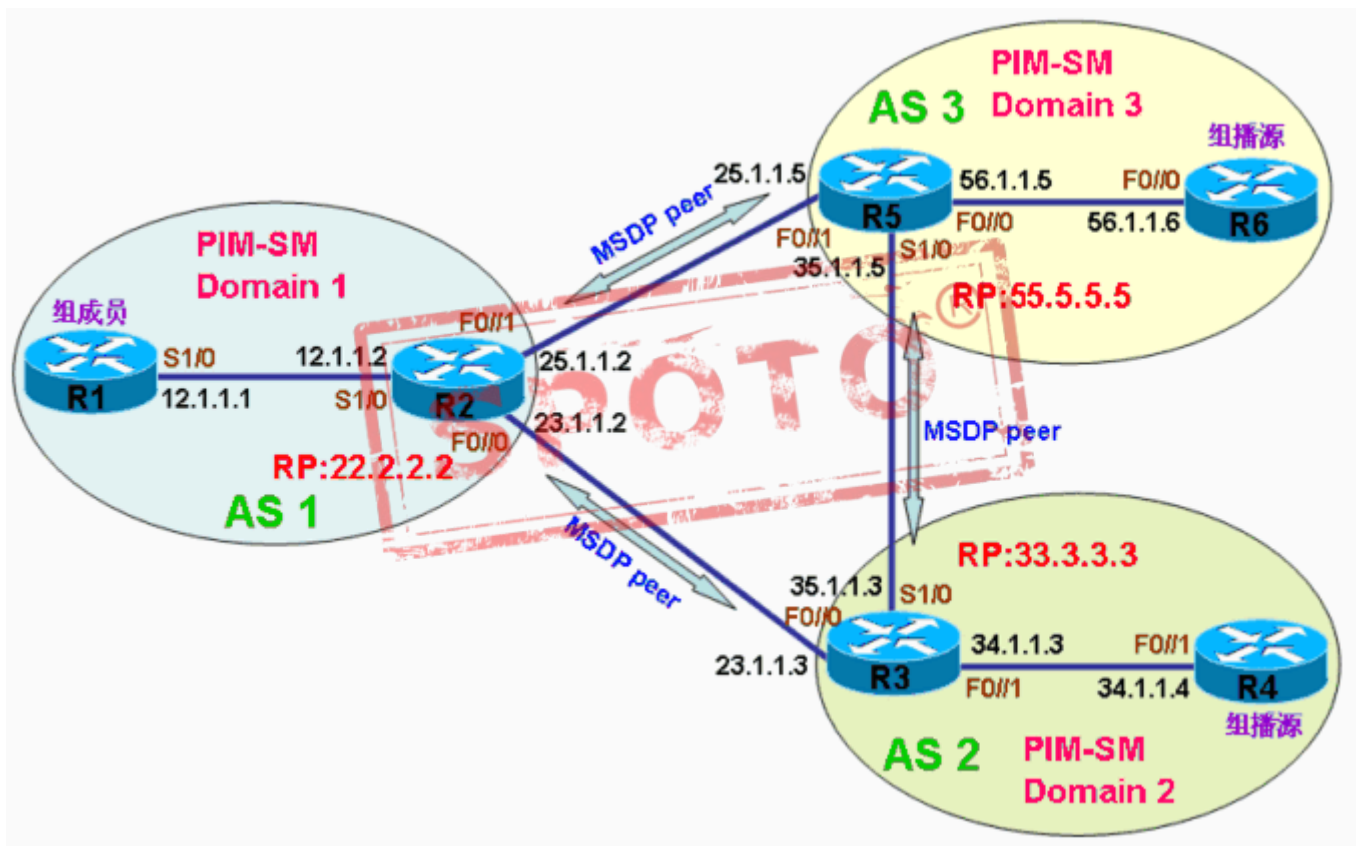 PIM-SM
Domain 3
AS 3
组播源
25.1.1.5
MSDP peer
R5
56.1.1.5
F0//0
R6
F0//1
S1/0
F0//0
56.1.1.6
35.1.1.5
RP:55.5.5.5
PIM-SM
Domain 1
组成员
F0//1
R1
S1/0
12.1.1.2
R2
25.1.1.2
12.1.1.1
S1/0
23.1.1.2
F0//0
RP:22.2.2.2
AS 1
SPOTO
®
MSDP peer
MSDP peer
RP:33.3.3.3
35.1.1.3
S1/0
F0//0
23.1.1.3
R3
34.1.1.3
F0//1
F0//1
34.1.1.4
R4
组播源
AS 2
PIM-SM
Domain 2